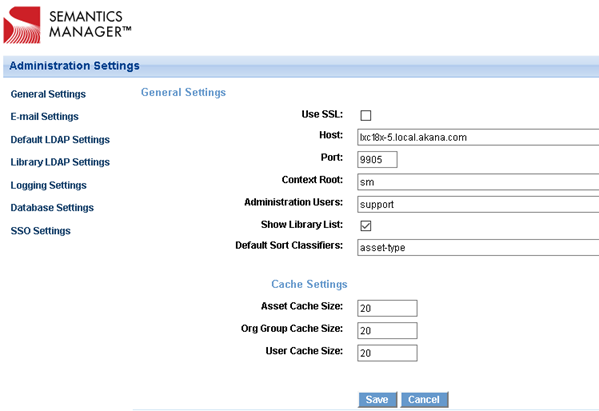 SEMANTICS
MANAGER™
Administration Settings
General Settings
E-mail Settings
Default LDAP Settings
Library LDAP Settings
Logging Settings
Database Settings
SSO Settings
General Settings
Use SSL:
Host: lxc18x-5.local.akana.com
Port: 9905
Context Root: sm
Administration Users: support
Show Library List:
Default Sort Classifiers: asset-type
Cache Settings
Asset Cache Size: 20
Org Group Cache Size: 20
User Cache Size: 20
Save Cancel